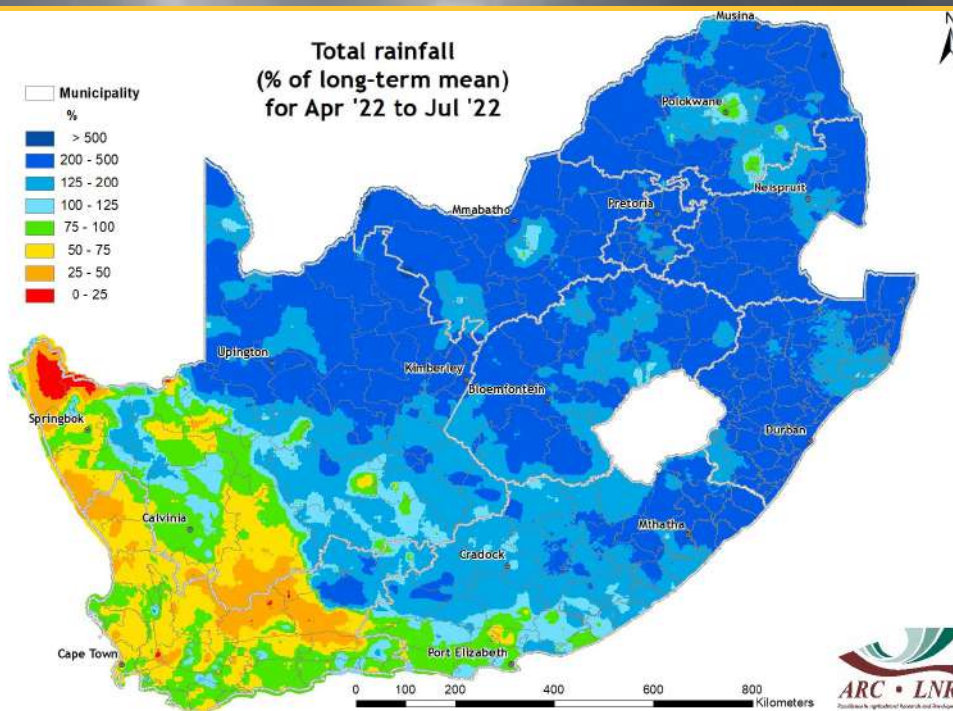 Total rainfall
(% of long-term mean)
for Apr '22 to Jul '22
Municipality
%
> 500
200 - 500
125 - 200
100 - 125
75 - 100
50 - 75
25 - 50
0 - 25
N
Musina
Polokwane
Nelspruit
Pretoria
Mmabatho
Upington
Kimberley
Bloemfontein
Springbok
Durban
Calvinia
Mthatha
Cradock
Cape Town
Port Elizabeth
0 100 200 400 600 800
Kilometers
ARC • LNR